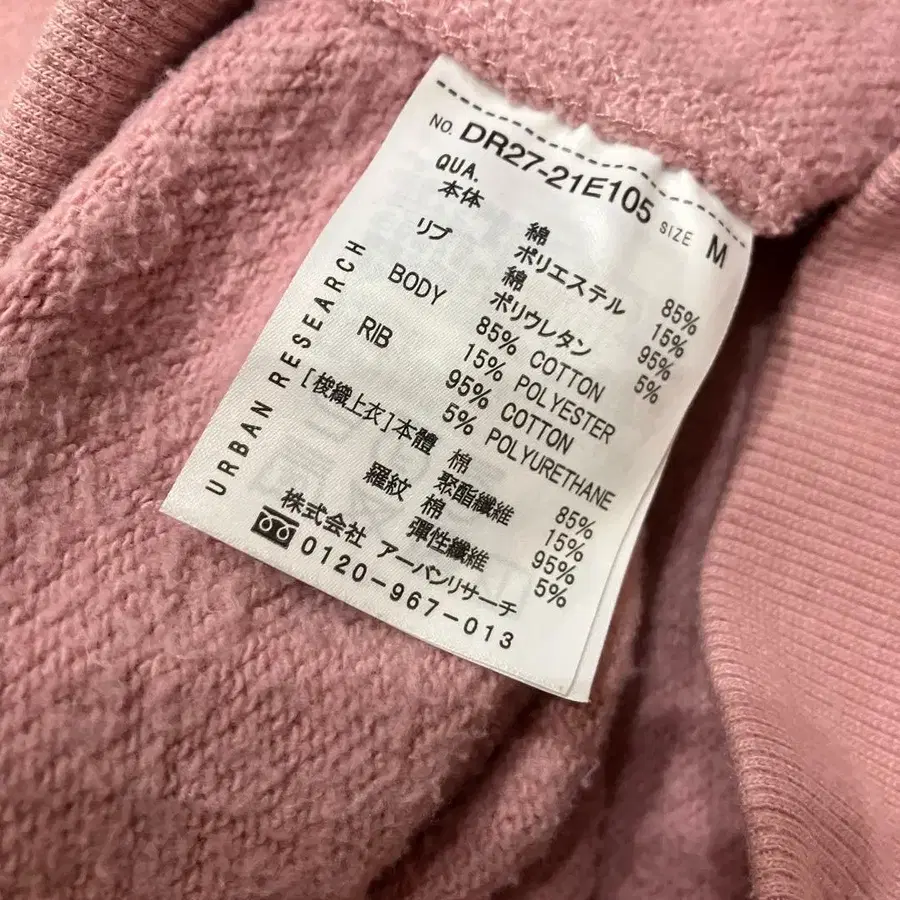 NO. DR27-21E105 SIZE M
QUA.
本体 綿 85%
ポリエステル 15%
リブ 綿 95%
ポリウレタン 5%
BODY 85% COTTON
15% POLYESTER
RIB 95% COTTON
5% POLYURETHANE
[梭織上衣]本體 棉 85%
聚酯纖維 15%
羅紋 棉 95%
彈性纖維 5%
株式会社 アーバンリサーチ
0120-967-013
URBAN RESEARCH